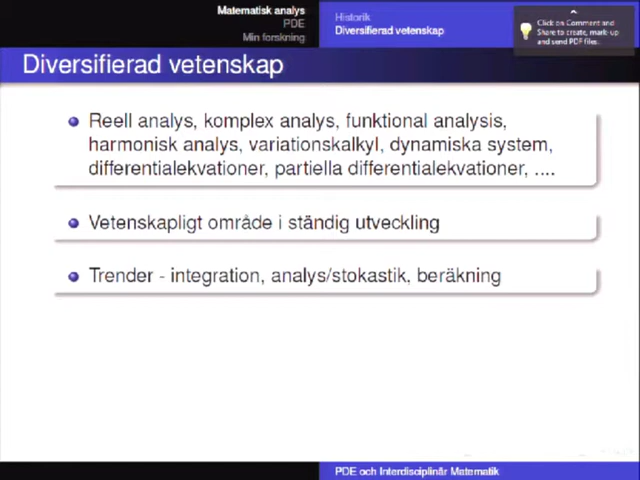 Matematisk analys
PDE
Min forskning
Historik
Diversifierad vetenskap
Click on Comment and
Share to create, mark-up
and send PDF files.
Diversifierad vetenskap
Reell analys, komplex analys, funktional analysis,
harmonisk analys, variationskalkyl, dynamiska system,
differentialekvationer, partiella differentialekvationer, ....
Vetenskapligt område i ständig utveckling
Trender - integration, analys/stokastik, beräkning
PDE och Interdisciplinär Matematik